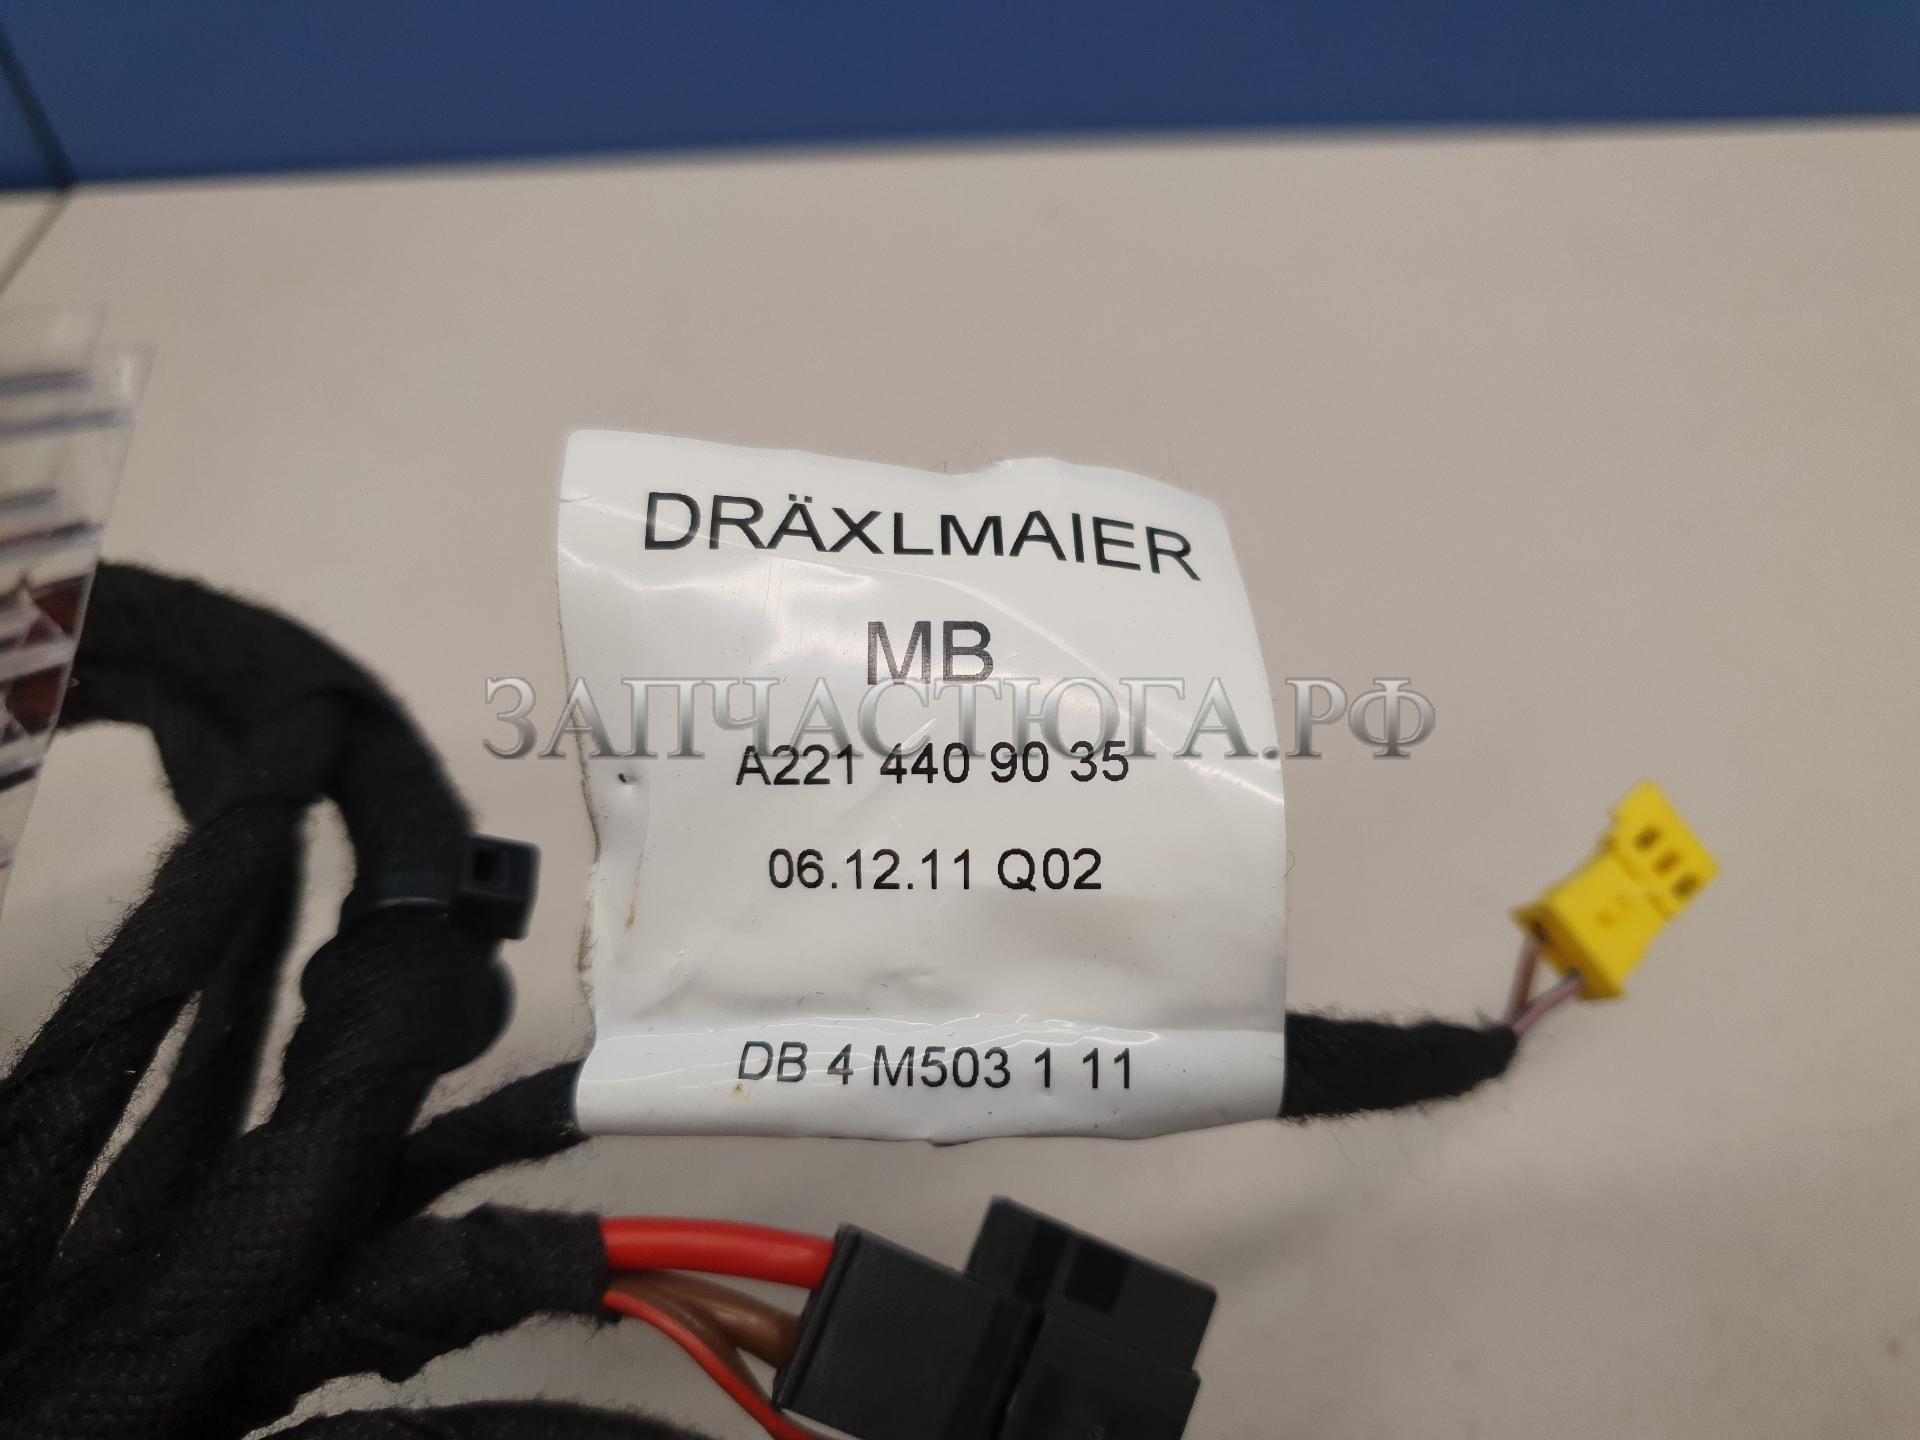 DRÄXLMAIER
MB
ЗАПЧАСТЮГА.РФ
A221 440 90 35
06.12.11 Q02
DB 4 M503 1 11